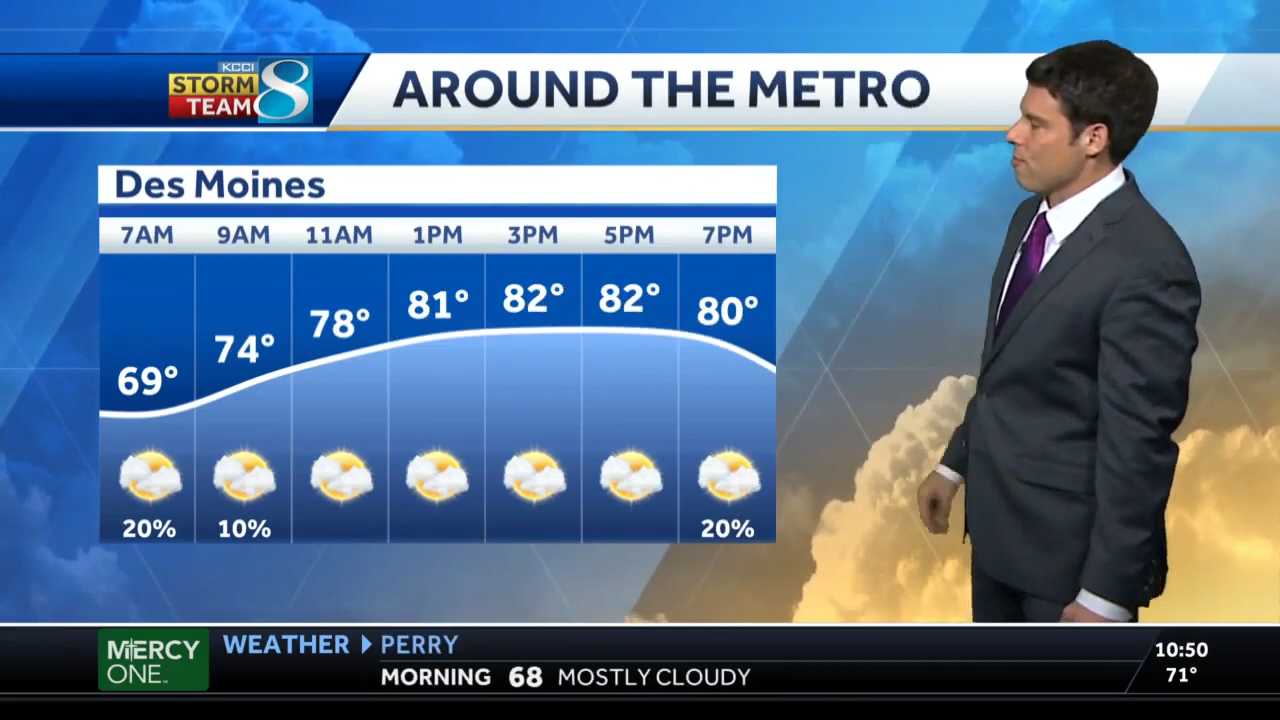 KCCI
STORM
TEAM 8
AROUND THE METRO
Des Moines
7AM 9AM 11AM 1PM 3PM 5PM 7PM
69° 74° 78° 81° 82° 82° 80°
20% 10% 20%
MERCY
ONE
WEATHER PERRY
MORNING 68 MOSTLY CLOUDY
10:50
71°